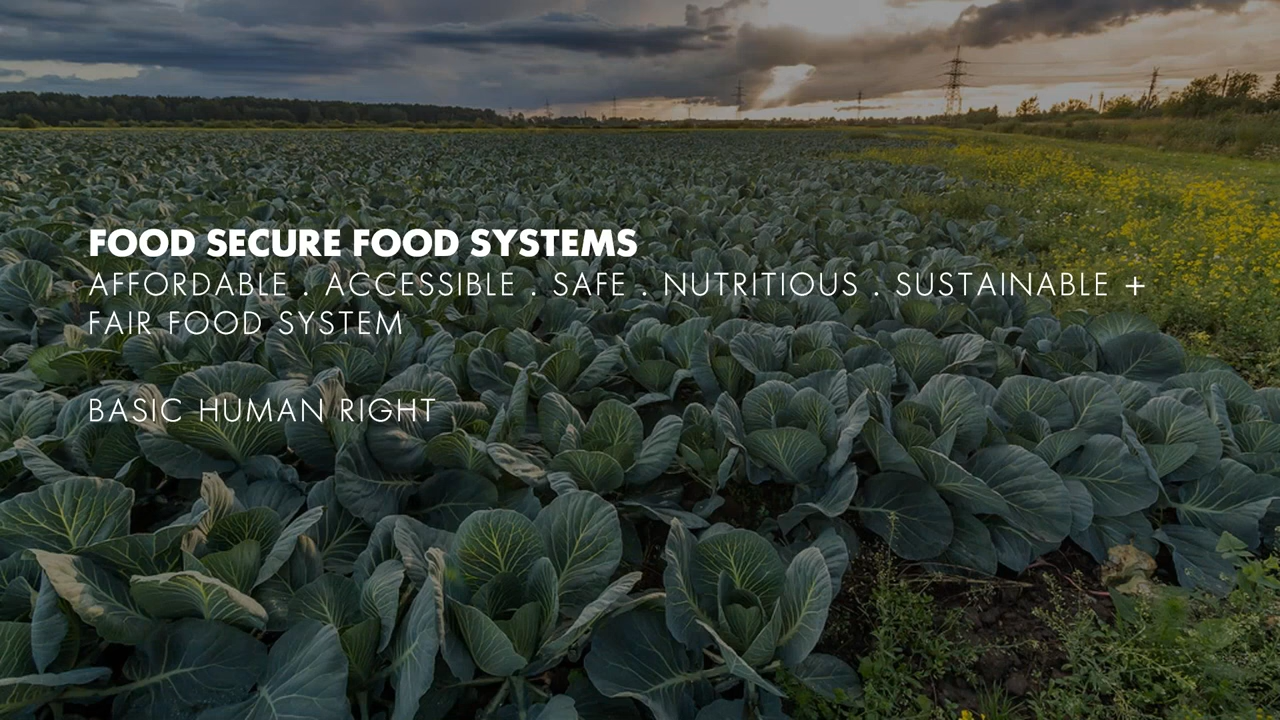 FOOD SECURE FOOD SYSTEMS
AFFORDABLE . ACCESSIBLE . SAFE . NUTRITIOUS . SUSTAINABLE +
FAIR FOOD SYSTEM
BASIC HUMAN RIGHT